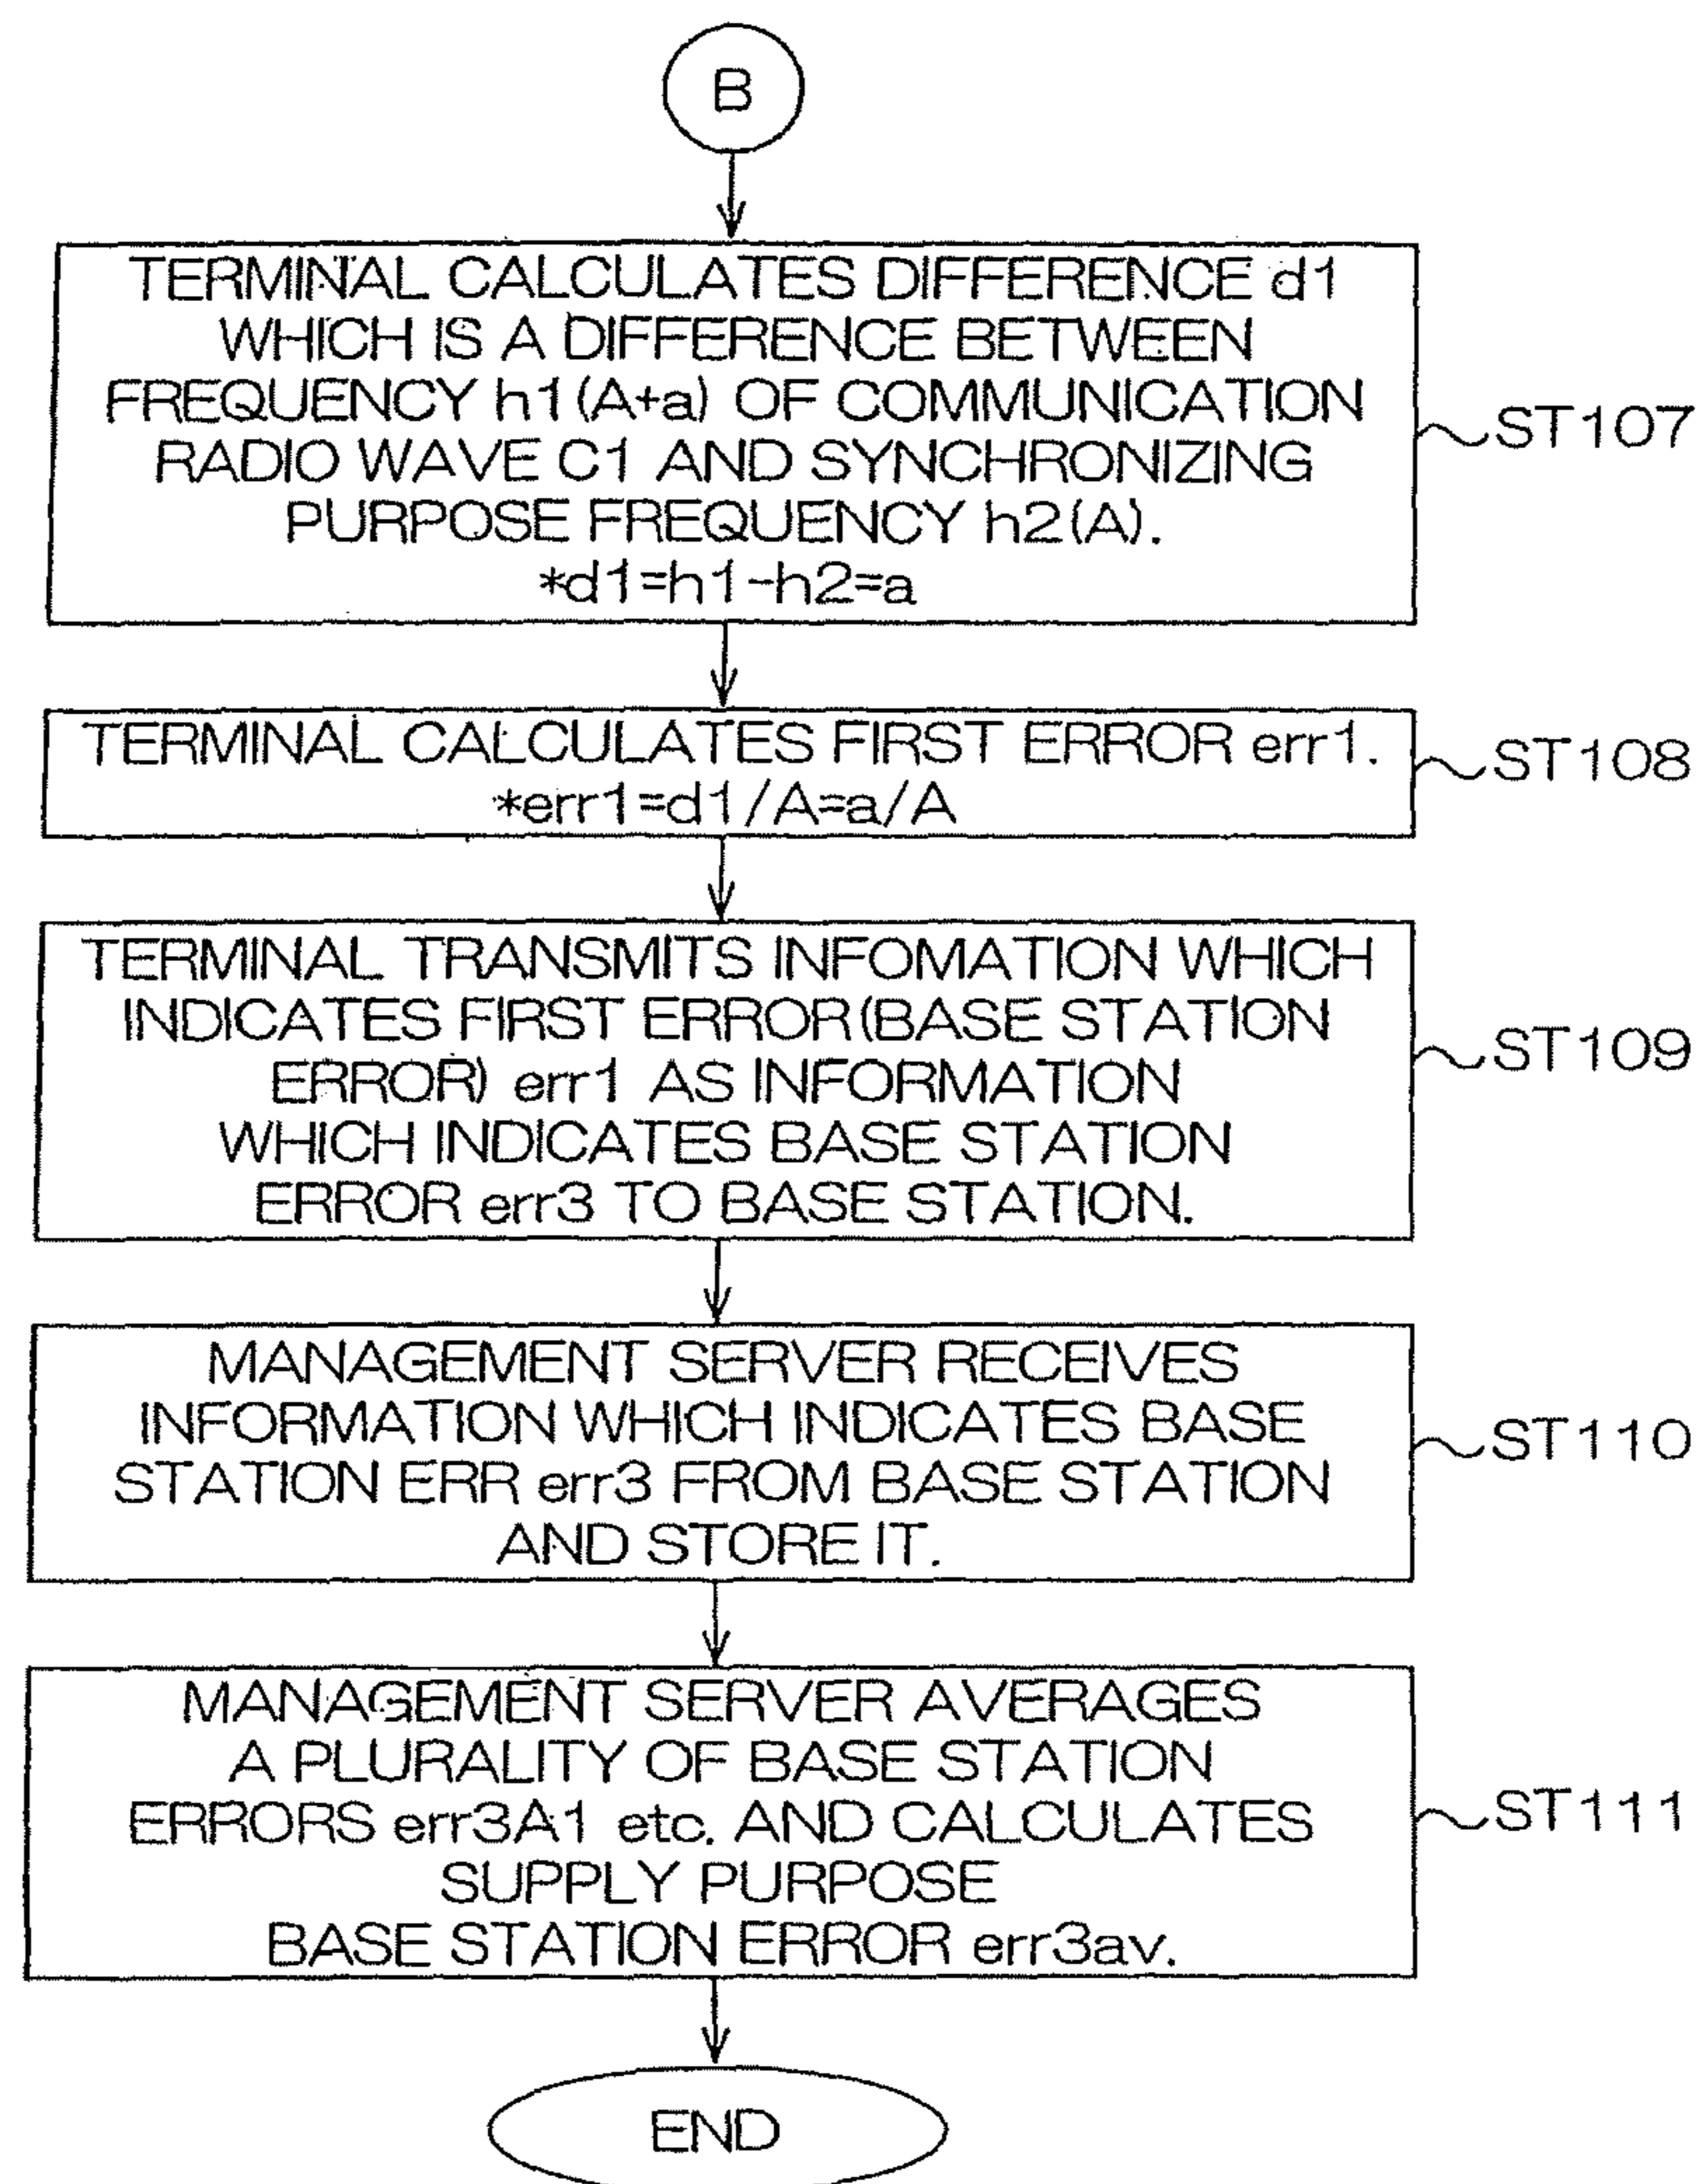 B
TERMINAL CALCULATES DIFFERENCE d1
WHICH IS A DIFFERENCE BETWEEN
FREQUENCY h1(A+a) OF COMMUNICATION
RADIO WAVE C1 AND SYNCHRONIZING
PURPOSE FREQUENCY h2(A).
*d1=h1-h2=a
ST107
TERMINAL CALCULATES FIRST ERROR err1.
*err1=d1/A=a/A
ST108
TERMINAL TRANSMITS INFOMATION WHICH
INDICATES FIRST ERROR(BASE STATION
ERROR) err1 AS INFORMATION
WHICH INDICATES BASE STATION
ERROR err3 TO BASE STATION.
ST109
MANAGEMENT SERVER RECEIVES
INFORMATION WHICH INDICATES BASE
STATION ERR err3 FROM BASE STATION
AND STORE IT.
ST110
MANAGEMENT SERVER AVERAGES
A PLURALITY OF BASE STATION
ERRORS err3A1 etc. AND CALCULATES
SUPPLY PURPOSE
BASE STATION ERROR err3av.
ST111
END